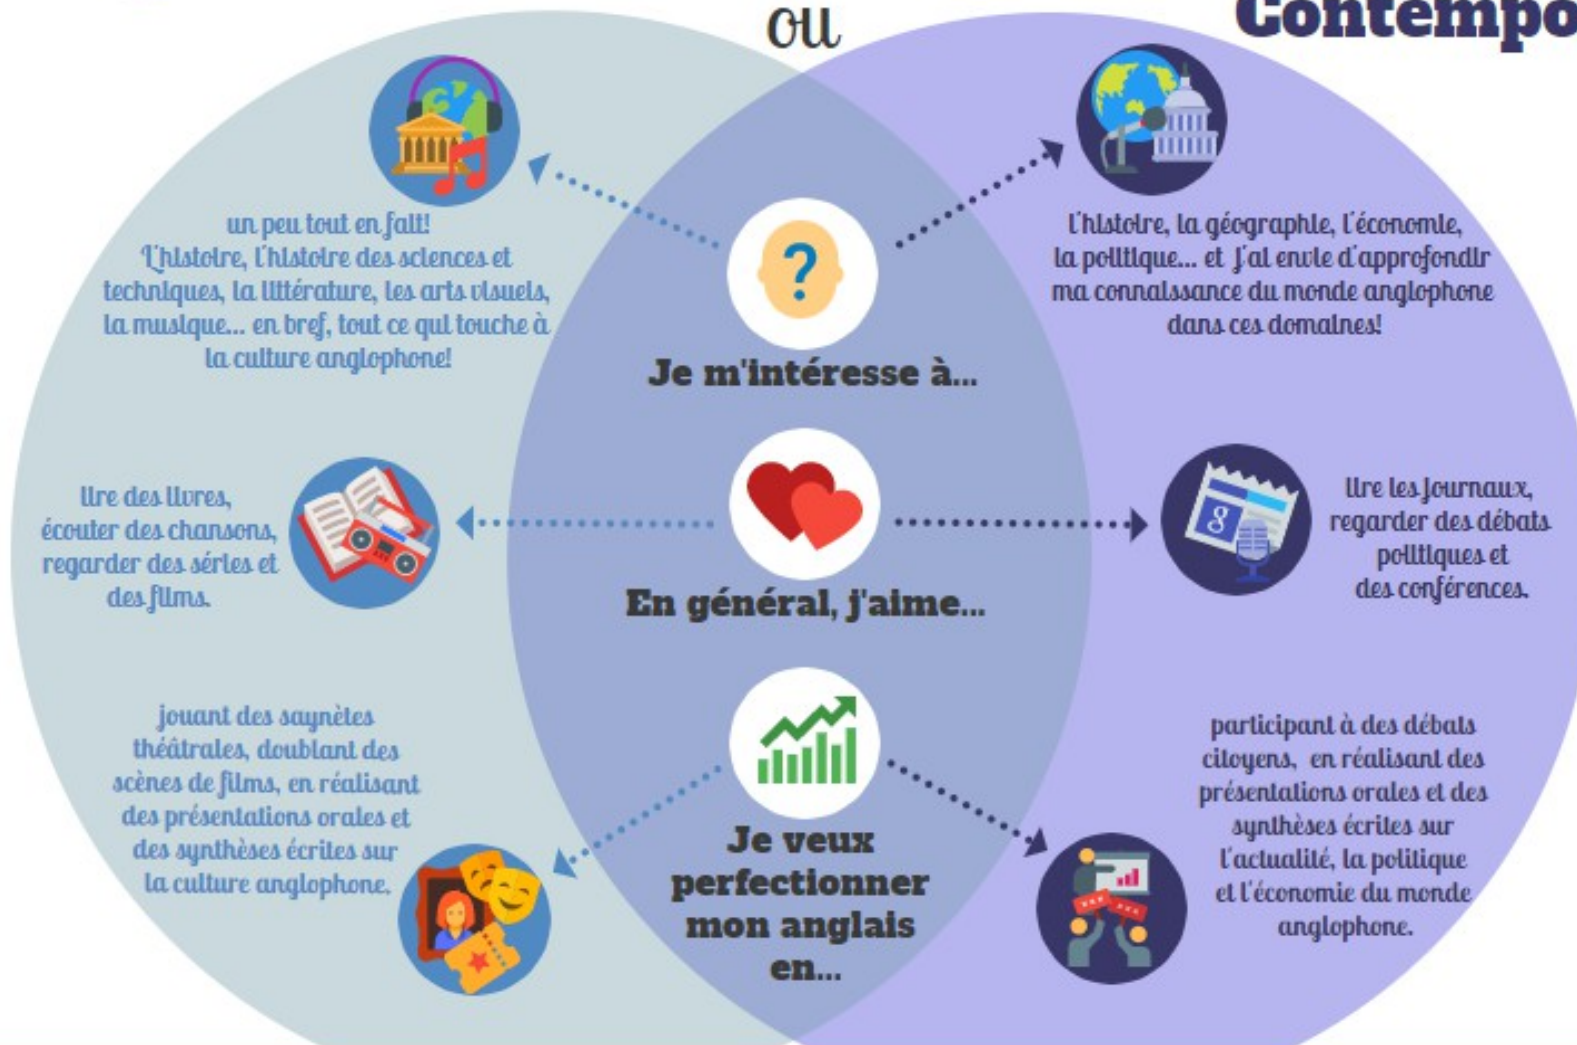 ou
Contempo
un peu tout en fait!
L'histoire, l'histoire des sciences et
techniques, la littérature, les arts visuels,
la musique... en bref, tout ce qui touche à
la culture anglophone!
?
Je m'intéresse à...
l'histoire, la géographie, l'économie,
la politique... et j'ai envie d'approfondir
ma connaissance du monde anglophone
dans ces domaines!
lire des livres,
écouter des chansons,
regarder des séries et
des films.
En général, j'aime...
8
lire les journaux,
regarder des débats
politiques et
des conférences.
jouant des saynètes
théâtrales, doublant des
scènes de films, en réalisant
des présentations orales et
des synthèses écrites sur
la culture anglophone.
Je veux
perfectionner
mon anglais
en...
participant à des débats
citoyens, en réalisant des
présentations orales et des
synthèses écrites sur
l'actualité, la politique
et l'économie du monde
anglophone.